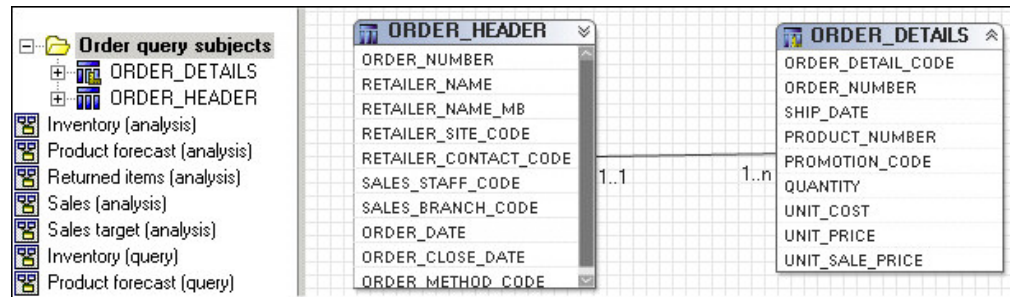 Order query subjects
ORDER_DETAILS
ORDER_HEADER
Inventory (analysis)
Product forecast (analysis)
Returned items (analysis)
Sales (analysis)
Sales target (analysis)
Inventory (query)
Product forecast (query)
ORDER_HEADER
ORDER_NUMBER
RETAILER_NAME
RETAILER_NAME_MB
RETAILER_SITE_CODE
RETAILER_CONTACT_CODE
SALES_STAFF_CODE
SALES_BRANCH_CODE
ORDER_DATE
ORDER_CLOSE_DATE
ORDER_METHOD_CODE
1..1
1..n
ORDER_DETAILS
ORDER_DETAIL_CODE
ORDER_NUMBER
SHIP_DATE
PRODUCT_NUMBER
PROMOTION_CODE
QUANTITY
UNIT_COST
UNIT_PRICE
UNIT_SALE_PRICE